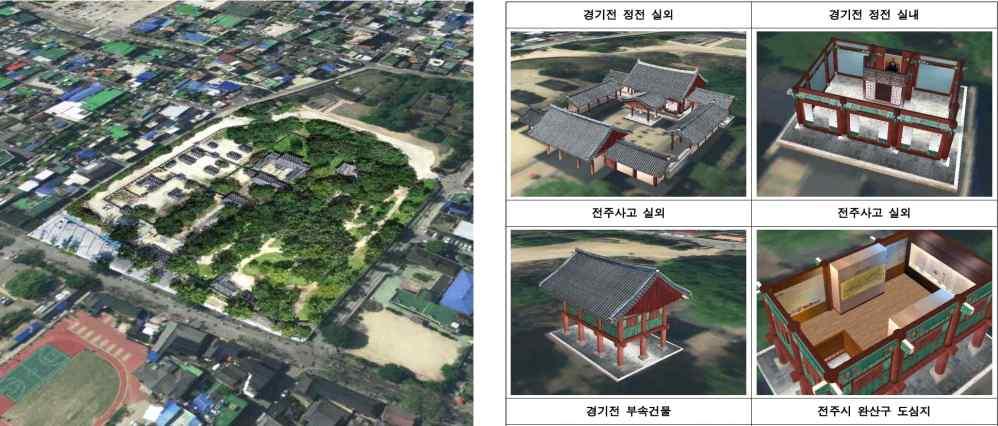 경기전 정전 실외
경기전 정전 실내
전주사고 실외
전주사고 실외
경기전 부속건물
전주시 완산구 도심지